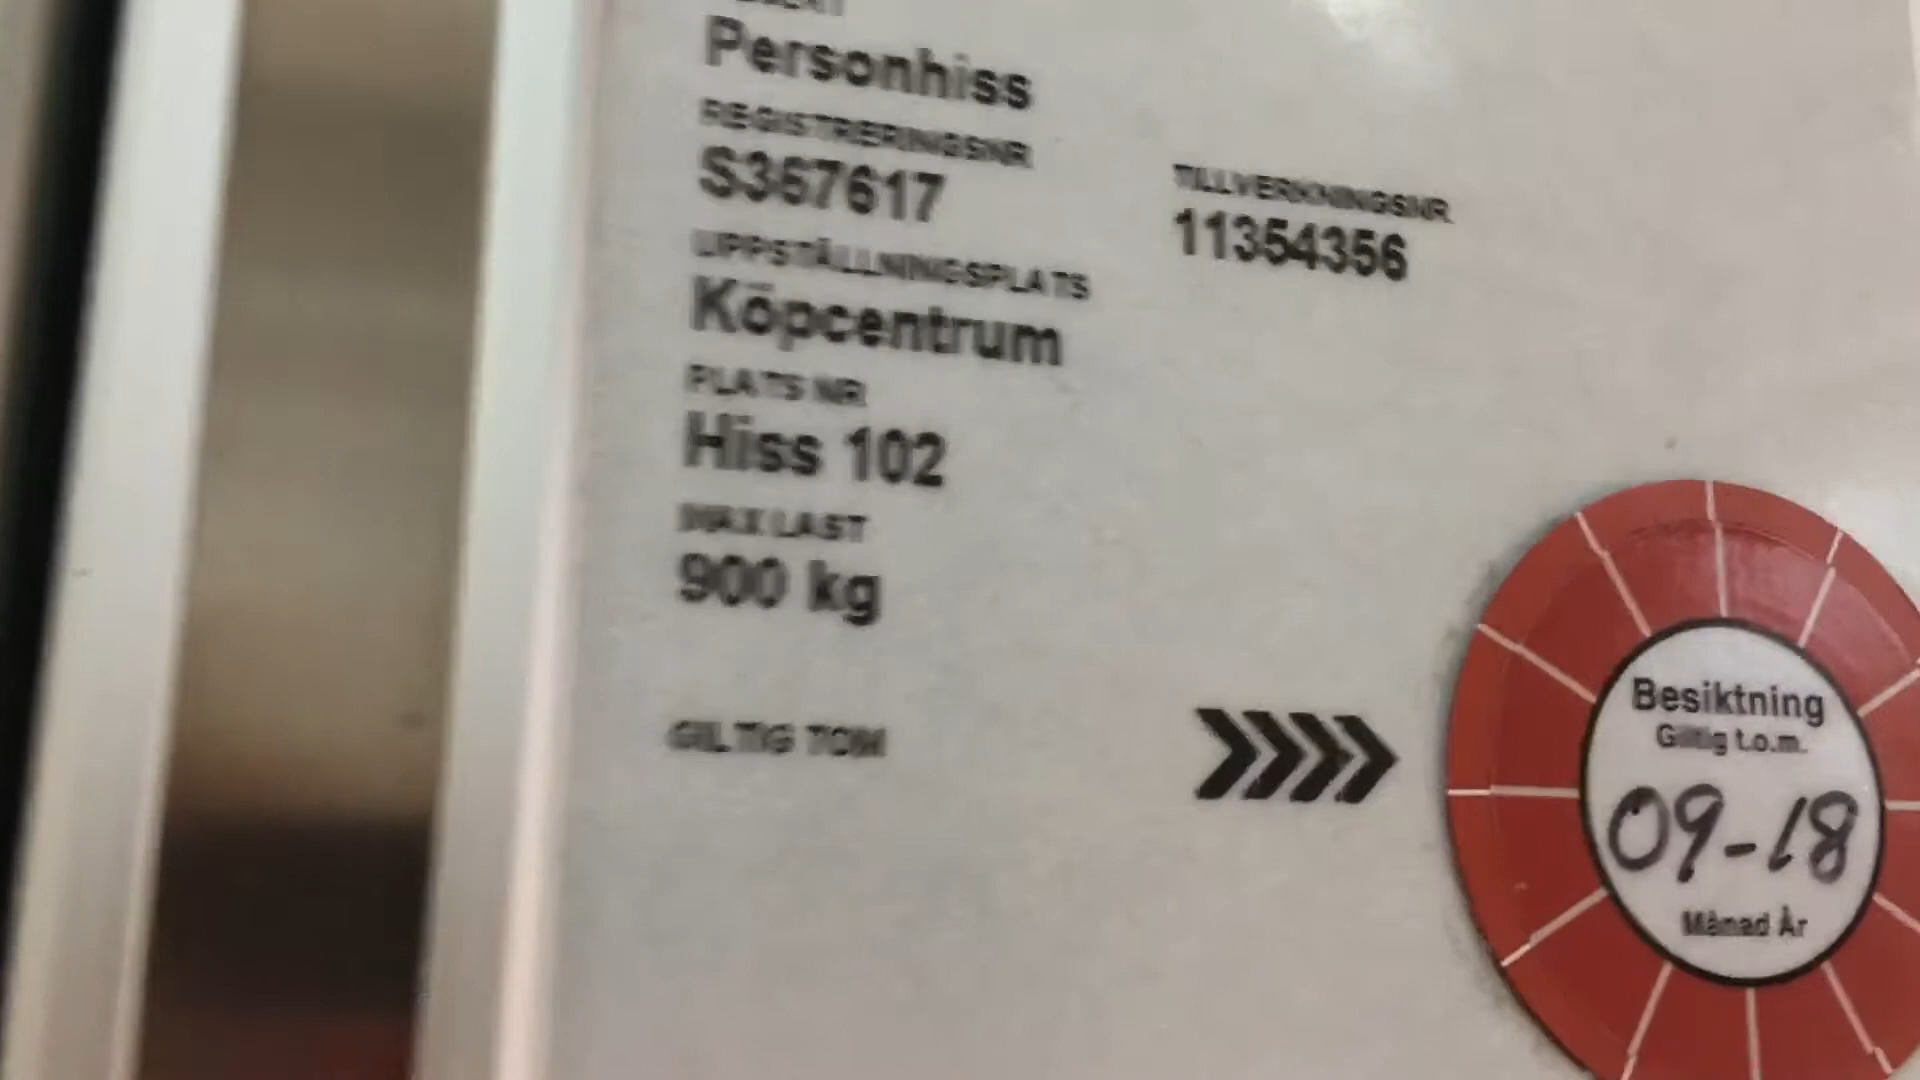 Personhiss
REGISTRERINGSNR
S367617
TILLVERKNINGSNR
11354356
UPPSTÄLLNINGSPLATS
Köpcentrum
PLATS NR
Hiss 102
MAX LAST
900 kg
GILTIG TOM
Besiktning
Giltig t.o.m.
09-18
Månad År